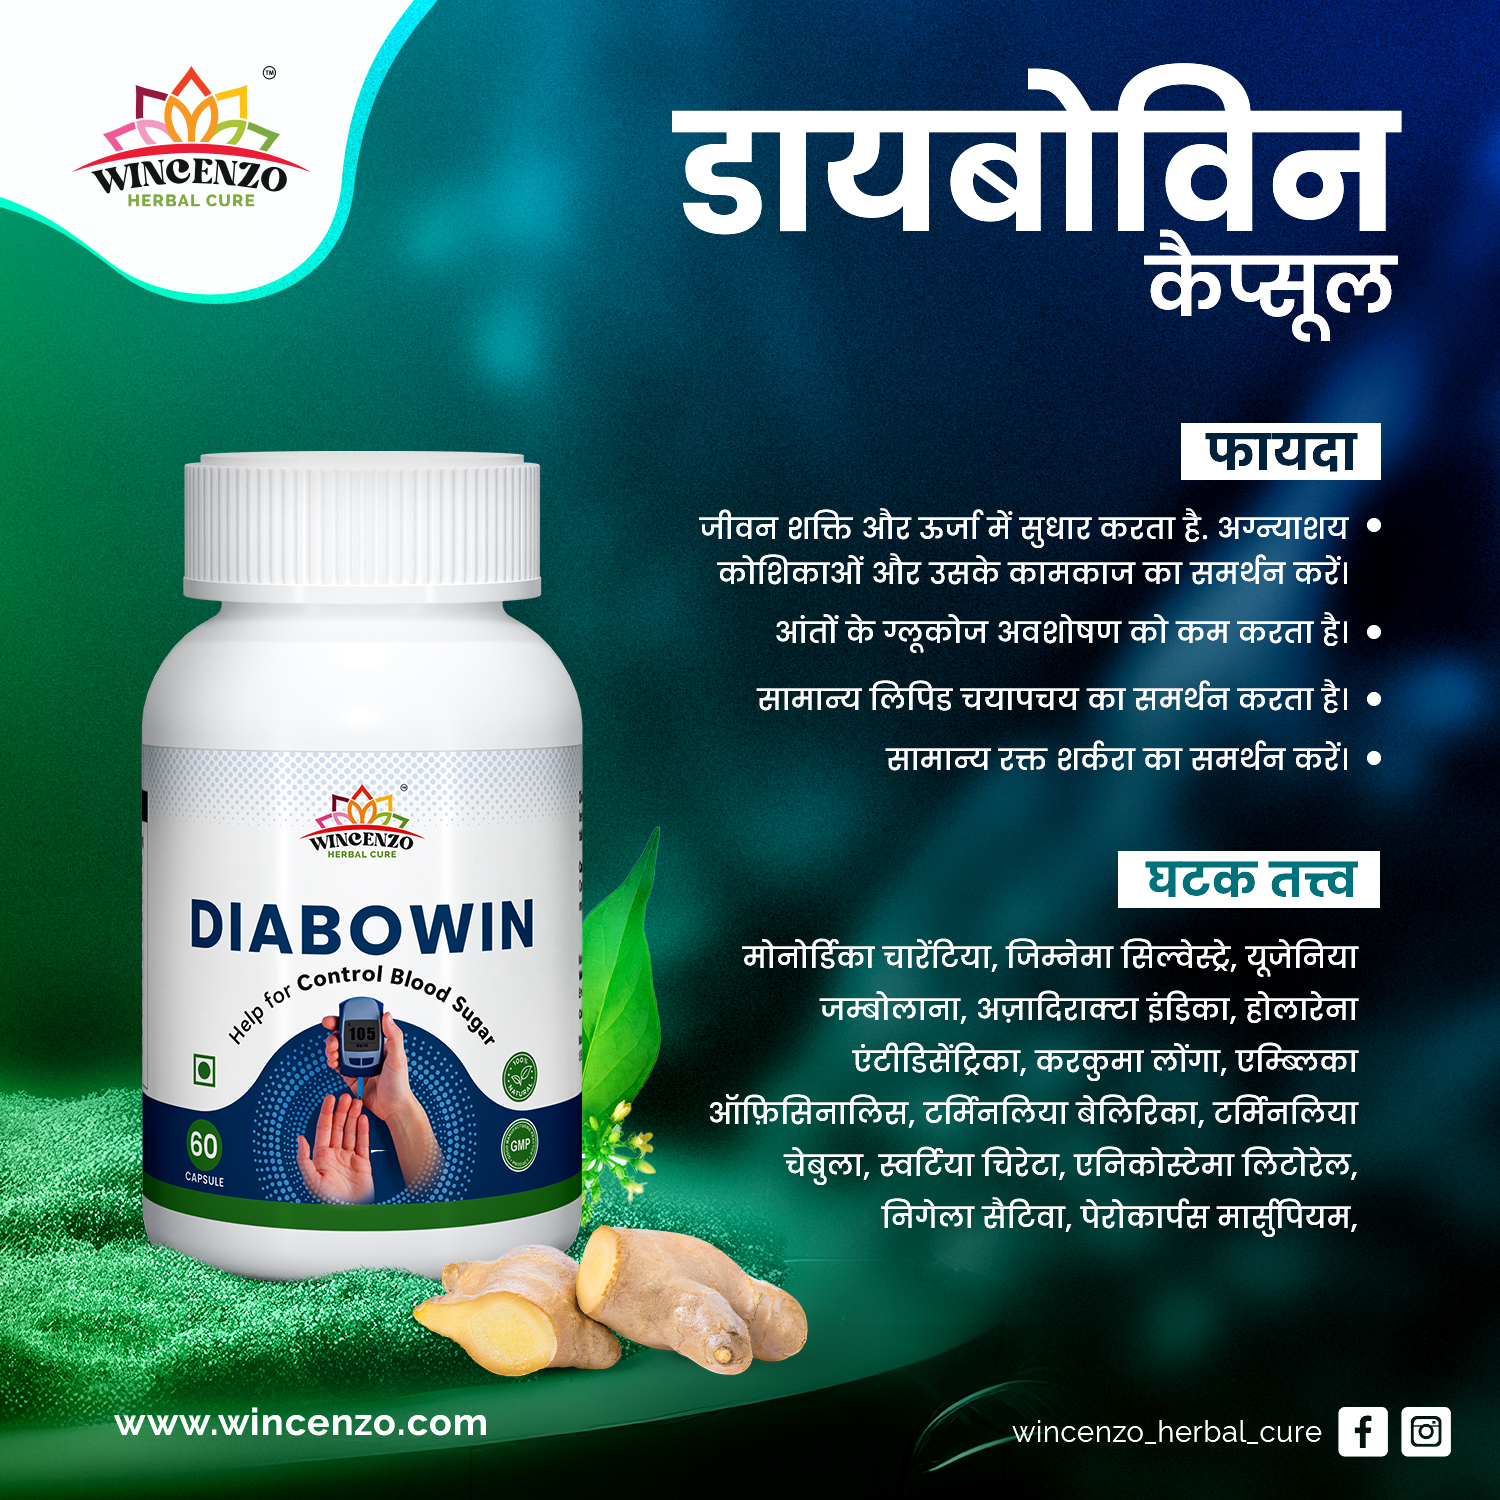 WINCENZO
HERBAL CURE
TM
डायबोविन
कैप्सूल
फायदा
जीवन शक्ति और ऊर्जा में सुधार करता है. अग्न्याशय
कोशिकाओं और उसके कामकाज का समर्थन करें।
आंतों के ग्लूकोज अवशोषण को कम करता है।
सामान्य लिपिड चयापचय का समर्थन करता है।
सामान्य रक्त शर्करा का समर्थन करें।
घटक तत्त्व
मोनोर्डिका चारेंटिया, जिम्नेमा सिल्वेस्ट्रे, यूजेनिया
जम्बोलाना, अज़ादिराक्टा इंडिका, होलारेना
एंटीडिसेंट्रिका, करकुमा लोंगा, एम्ब्लिका
ऑफ़िसिनालिस, टर्मिनलिया बेलिरिका, टर्मिनलिया
चेबुला, स्वर्टिया चिरेटा, एनिकोस्टेमा लिटोरेल,
निगेला सैटिवा, पेरोकार्पस मार्सुपियम,
WINCENZO
HERBAL CURE
DIABOWIN
Help for Control Blood Sugar
105
100%
NATURAL
GMP
60
CAPSULE
www.wincenzo.com
wincenzo_herbal_cure